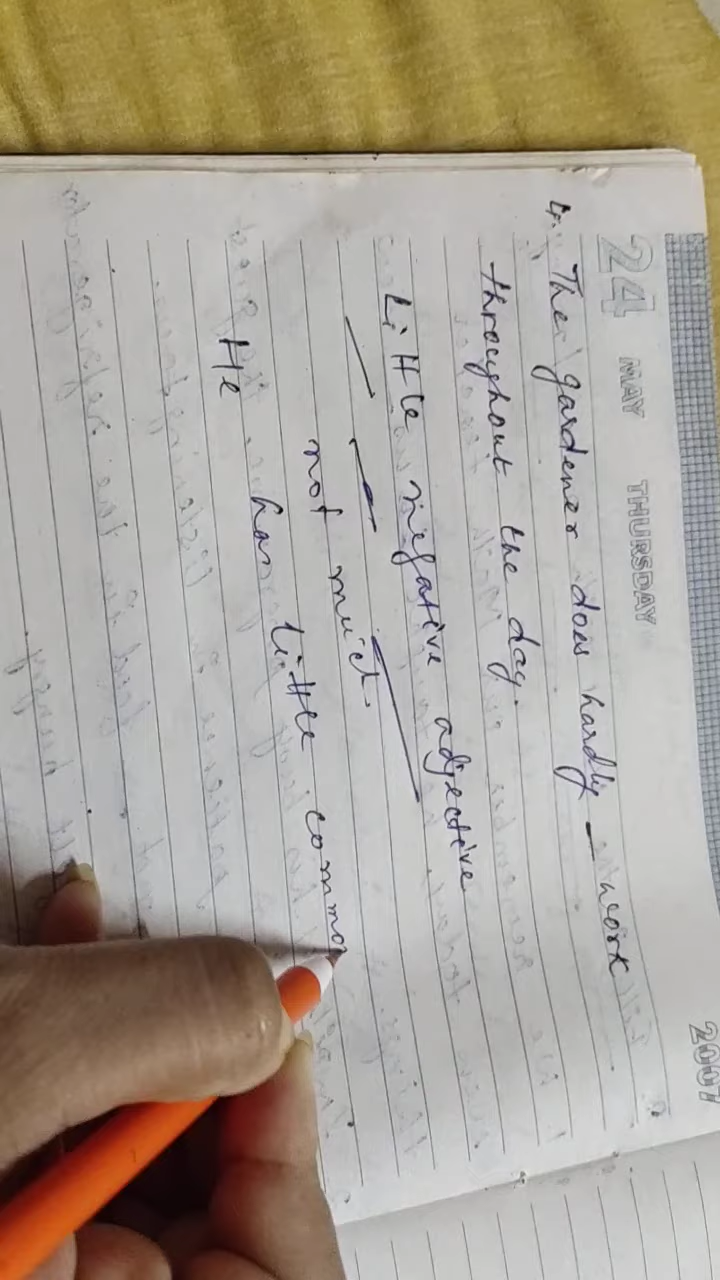 24 MAY THURSDAY 2007
4. The gardener does hardly — work
throughout the day.
Little negative adjective
not much
He has little common